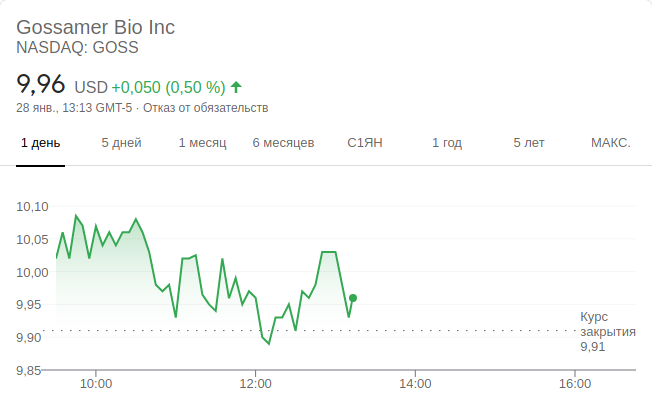 Gossamer Bio Inc
NASDAQ: GOSS
9,96 USD +0,050 (0,50 %)
28 янв., 13:13 GMT-5 · Отказ от обязательств
1 день 5 дней 1 месяц 6 месяцев С1ЯН 1 год 5 лет МАКС.
10,10
10,05
10,00
9,95
9,90
9,85
Курс
закрытия
9,91
10:00 12:00 14:00 16:00